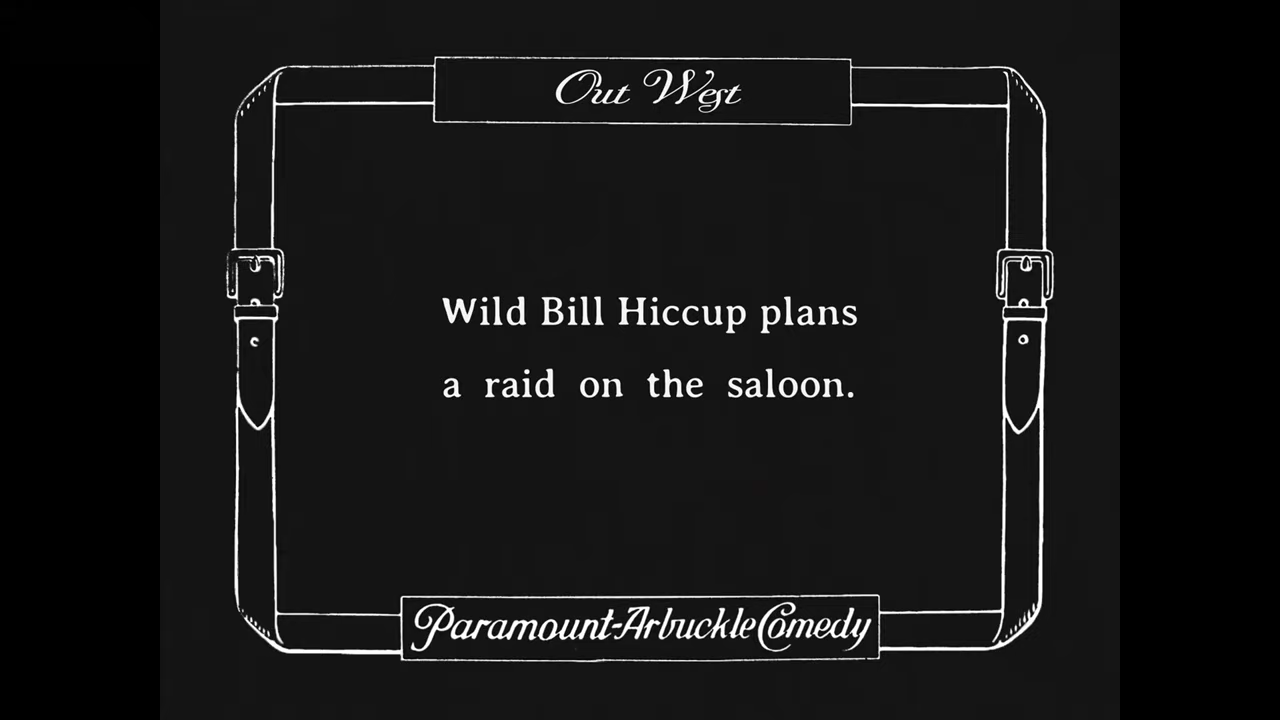 Out West
Wild Bill Hiccup plans
a raid on the saloon.
Paramount-Arbuckle Comedy